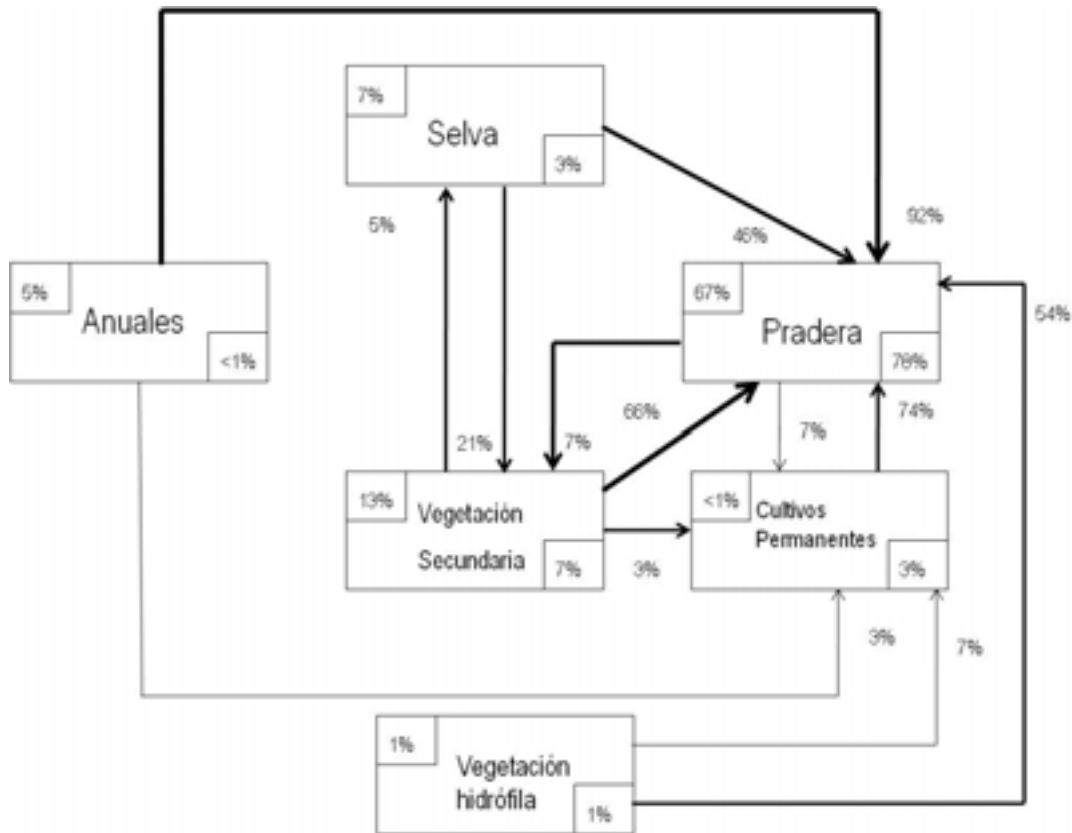 7%
Selva
3%
5%
46%
92%
5%
Anuales
<1%
67%
Pradera
78%
54%
21%
7%
66%
7%
74%
13%
Vegetación
Secundaria
7%
3%
<1%
Cultivos
Permanentes
3%
3%
7%
1%
Vegetación
hidrófila
1%